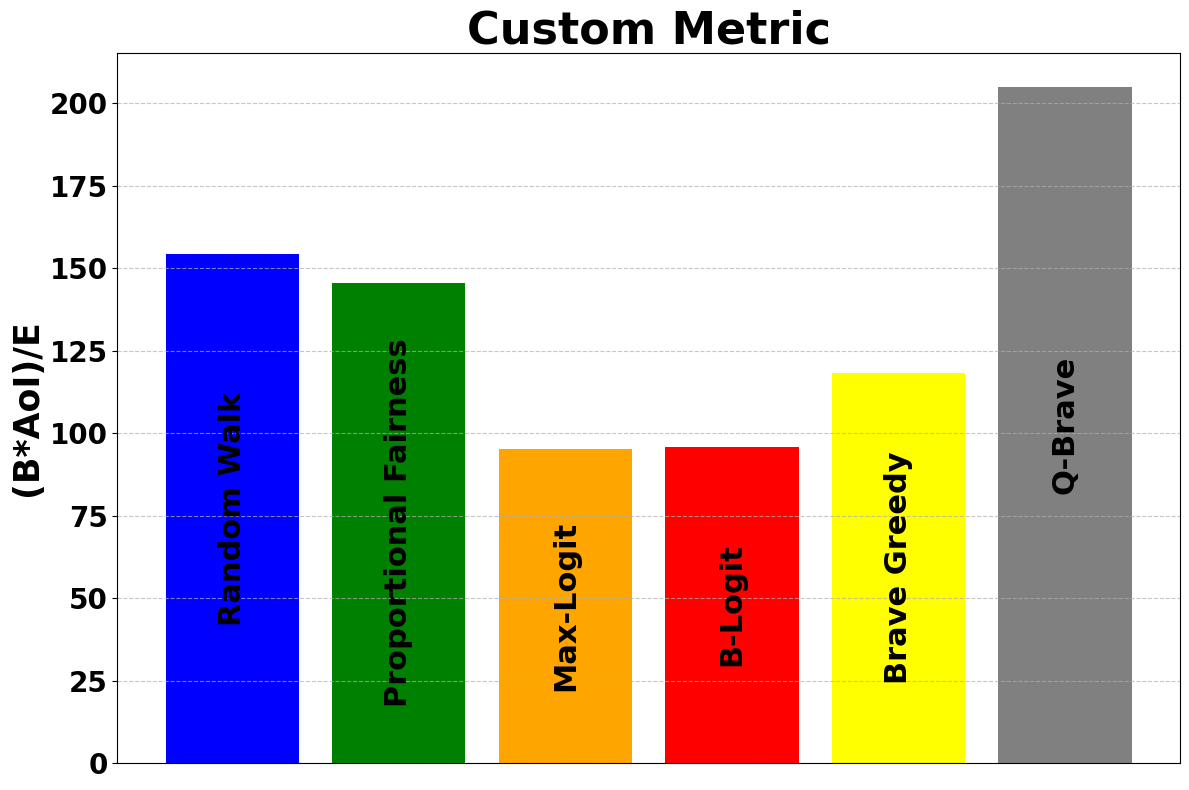 Custom Metric
(B*AoI)/E
200
175
150
125
100
75
50
25
0
Random Walk
Proportional Fairness
Max-Logit
B-Logit
Brave Greedy
Q-Brave